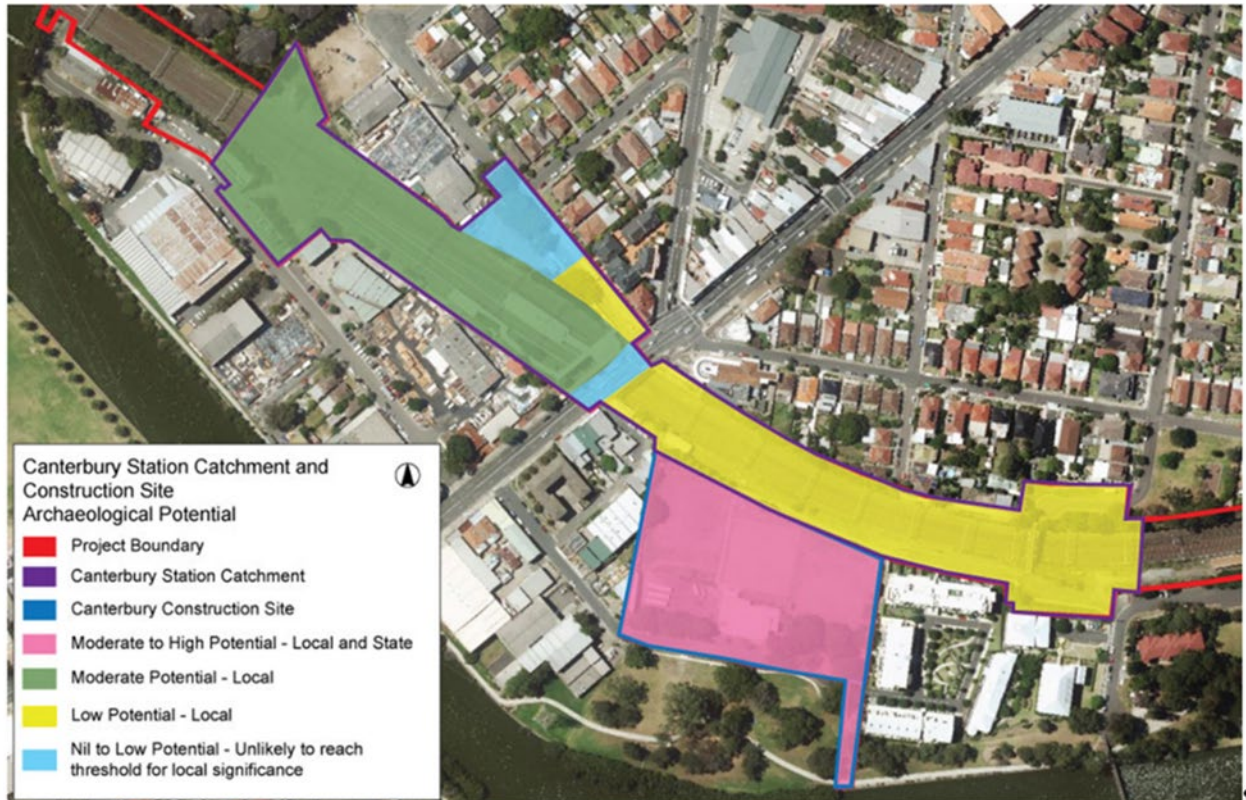 Canterbury Station Catchment and
Construction Site
Archaeological Potential
Project Boundary
Canterbury Station Catchment
Canterbury Construction Site
Moderate to High Potential - Local and State
Moderate Potential - Local
Low Potential - Local
Nil to Low Potential - Unlikely to reach
threshold for local significance